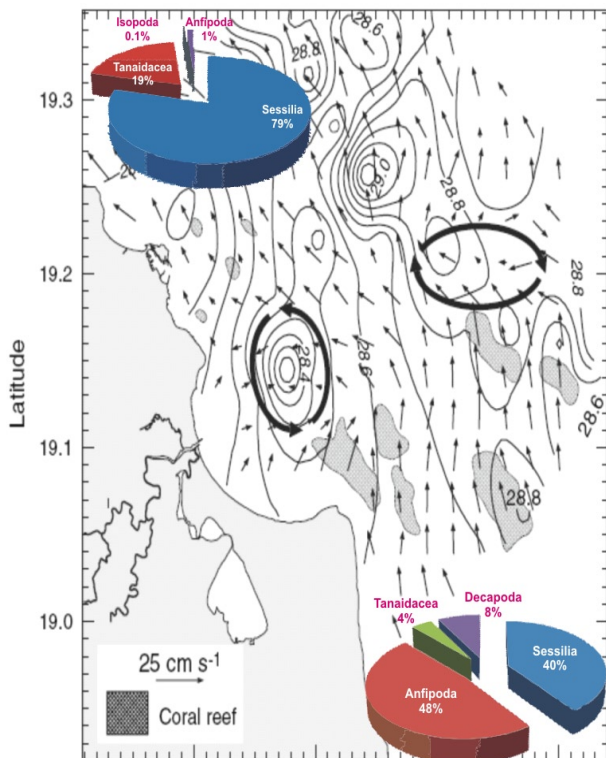 Isopoda Anfipoda
0.1% 1%
28.8
28.6
Tanaidacea
19%
Sessilia
79%
19.3
29.0
28.8
19.2
28.8
28.4
28.6
28.6
19.1
28.8
Latitude
19.0
Tanaidacea
4%
Decapoda
8%
Sessilia
40%
Anfipoda
48%
25 cm s-1
Coral reef